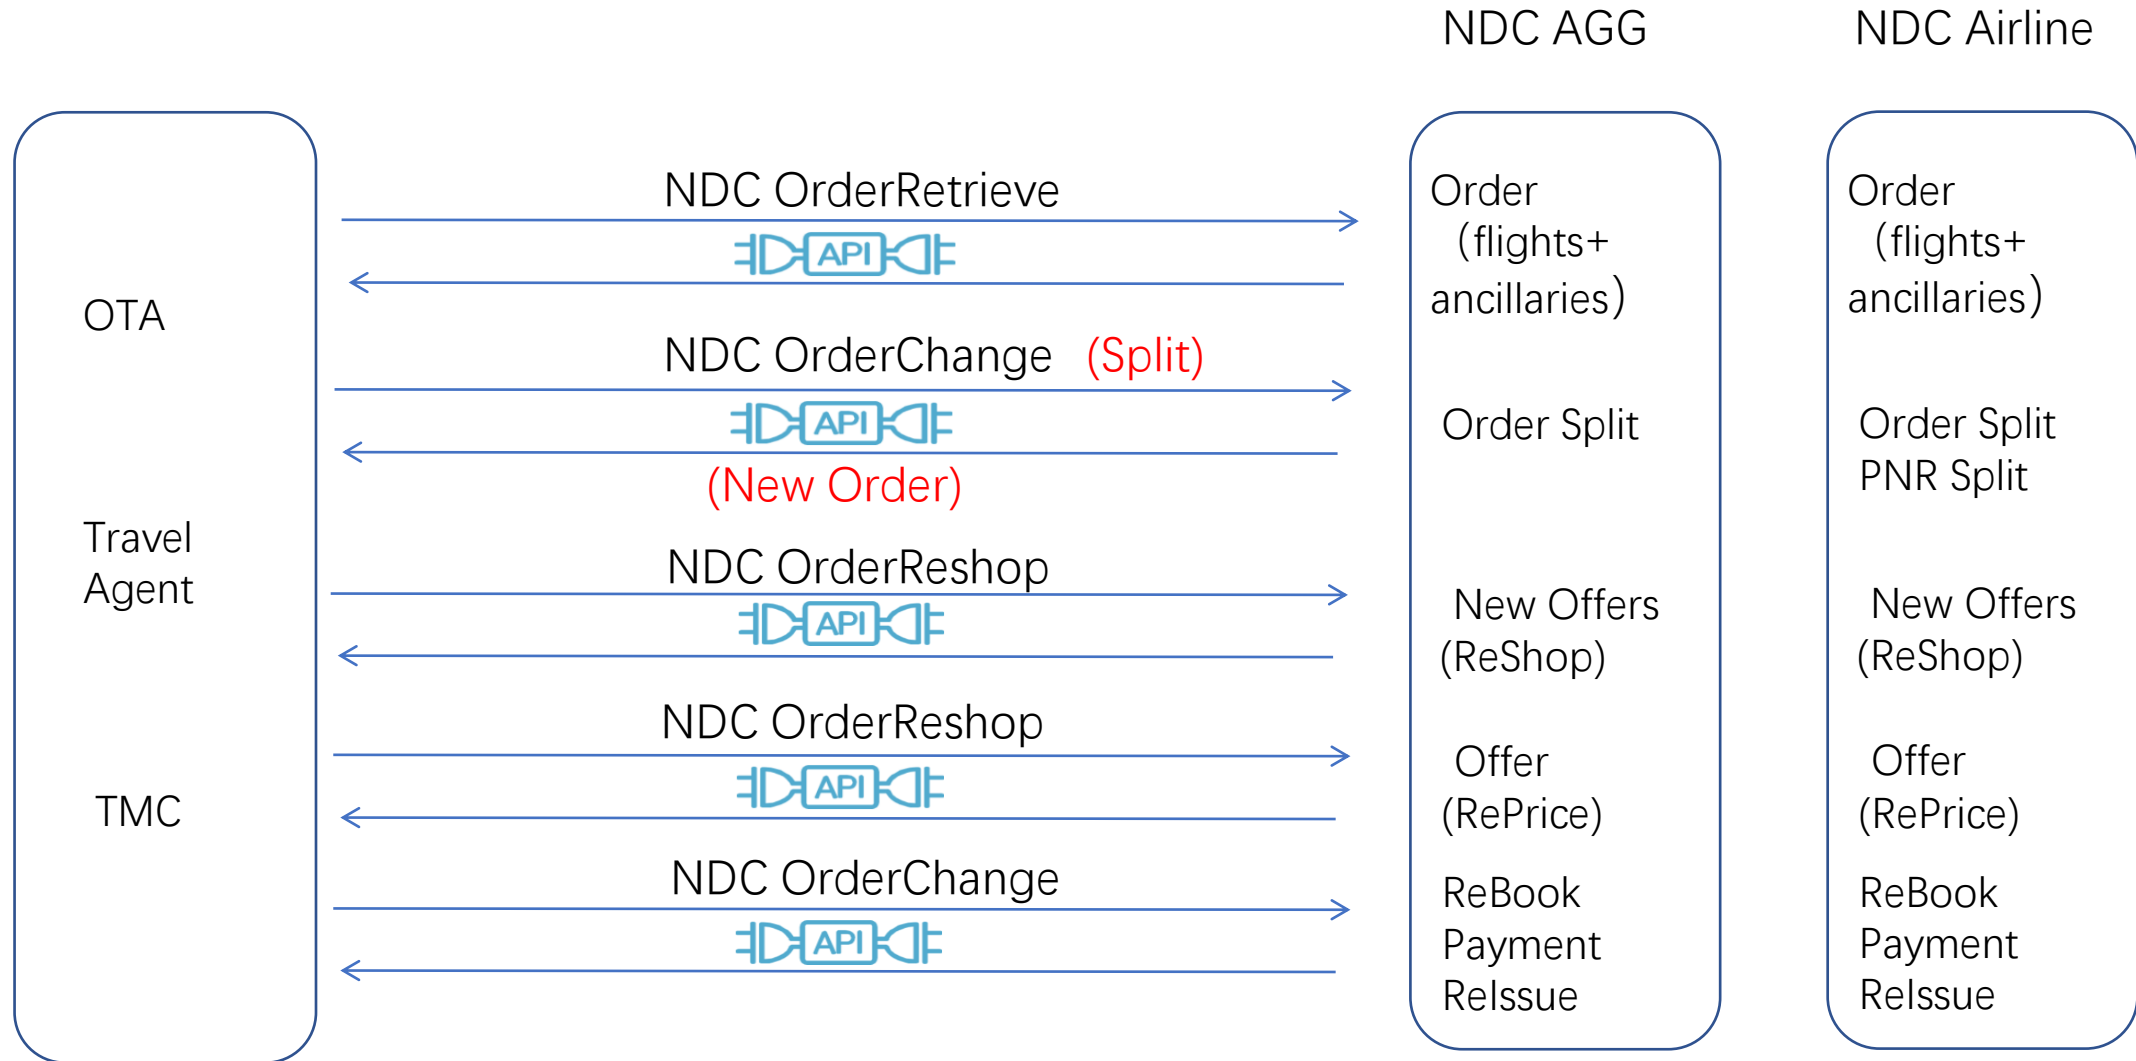 NDC AGG
NDC Airline
OTA
Travel
Agent
TMC
NDC OrderRetrieve
API
NDC OrderChange (Split)
API
(New Order)
NDC OrderReshop
API
NDC OrderReshop
API
NDC OrderChange
API
Order
（flights+
ancillaries）
Order Split
New Offers
(ReShop)
Offer
(RePrice)
ReBook
Payment
ReIssue
Order
（flights+
ancillaries）
Order Split
PNR Split
New Offers
(ReShop)
Offer
(RePrice)
ReBook
Payment
ReIssue